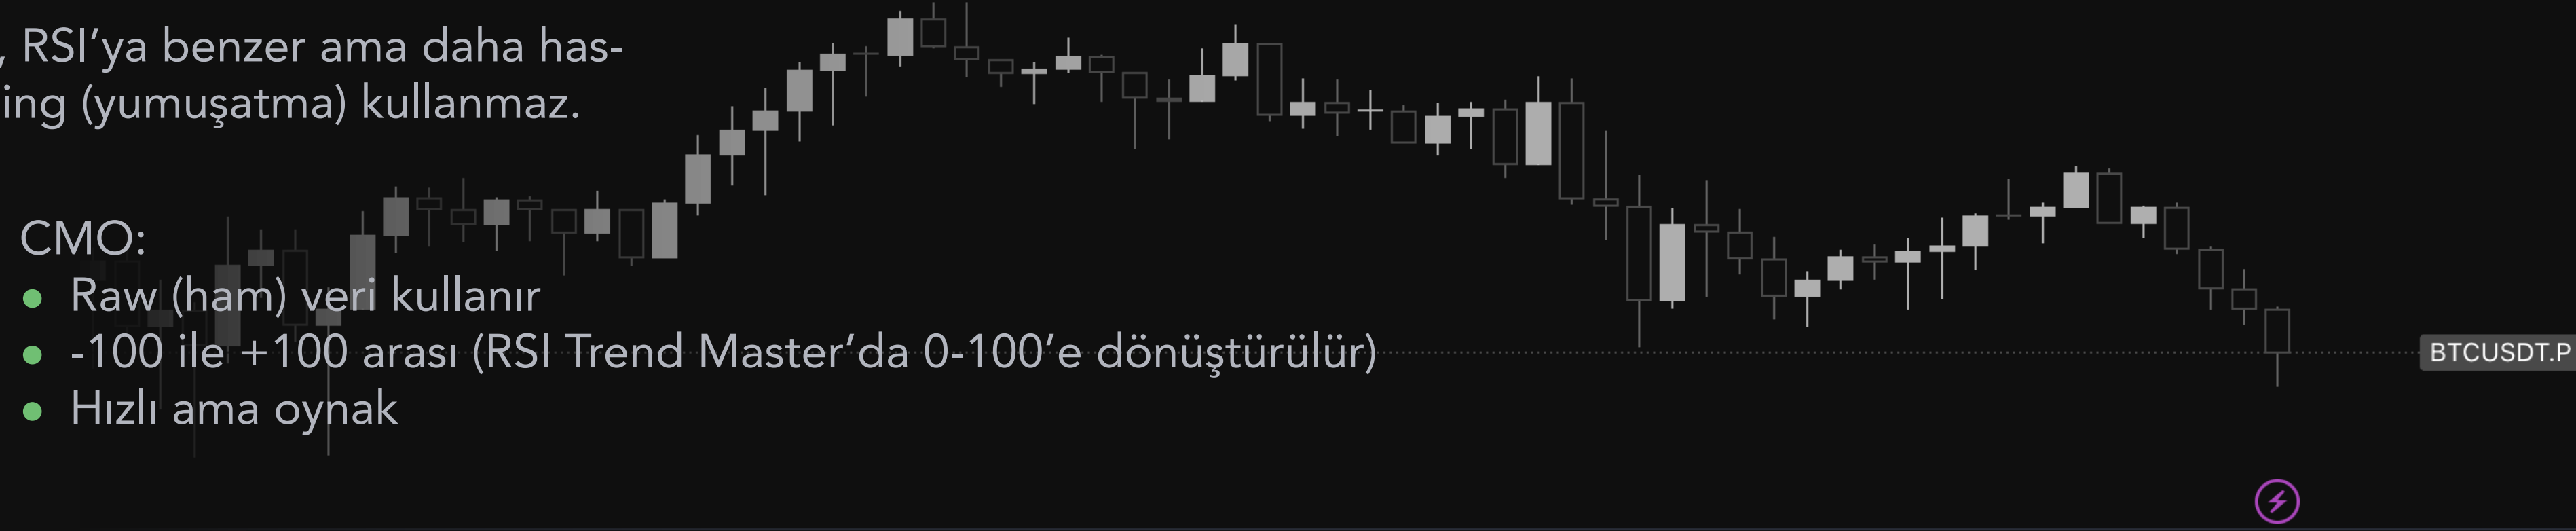 , RSI’ya benzer ama daha has-
ing (yumuşatma) kullanmaz.
CMO:
• Raw (ham) veri kullanır
• -100 ile +100 arası (RSI Trend Master’da 0-100’e dönüştürülür)
• Hızlı ama oynak
BTCUSDT.P